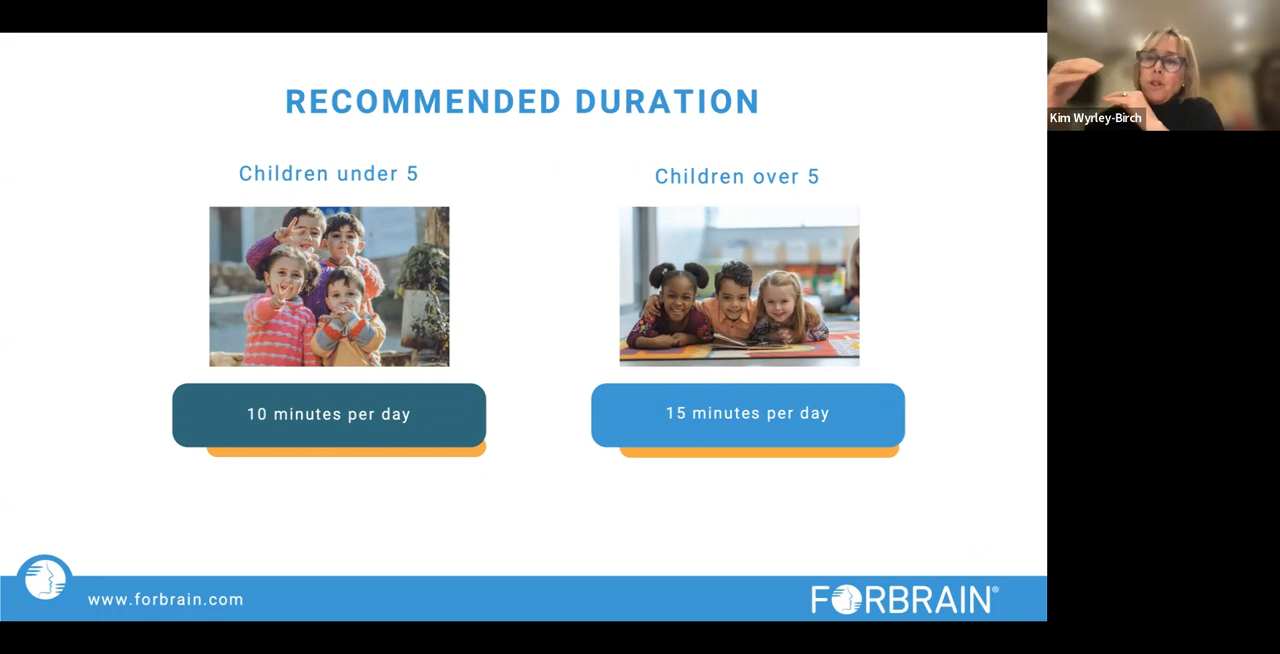 RECOMMENDED DURATION
Children under 5
Children over 5
10 minutes per day
15 minutes per day
www.forbrain.com
FORBRAIN®
Kim Wyrley-Birch